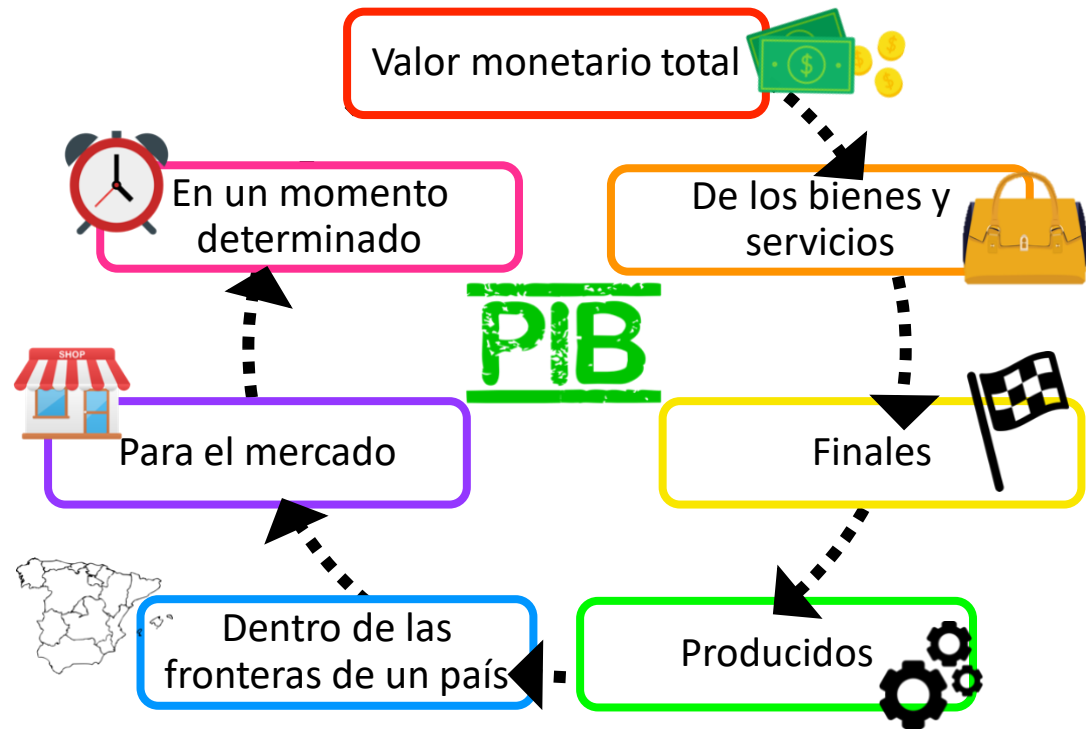 Valor monetario total
De los bienes y
servicios
Finales
Producidos
Dentro de las
fronteras de un país
Para el mercado
En un momento
determinado
PIB
SHOP